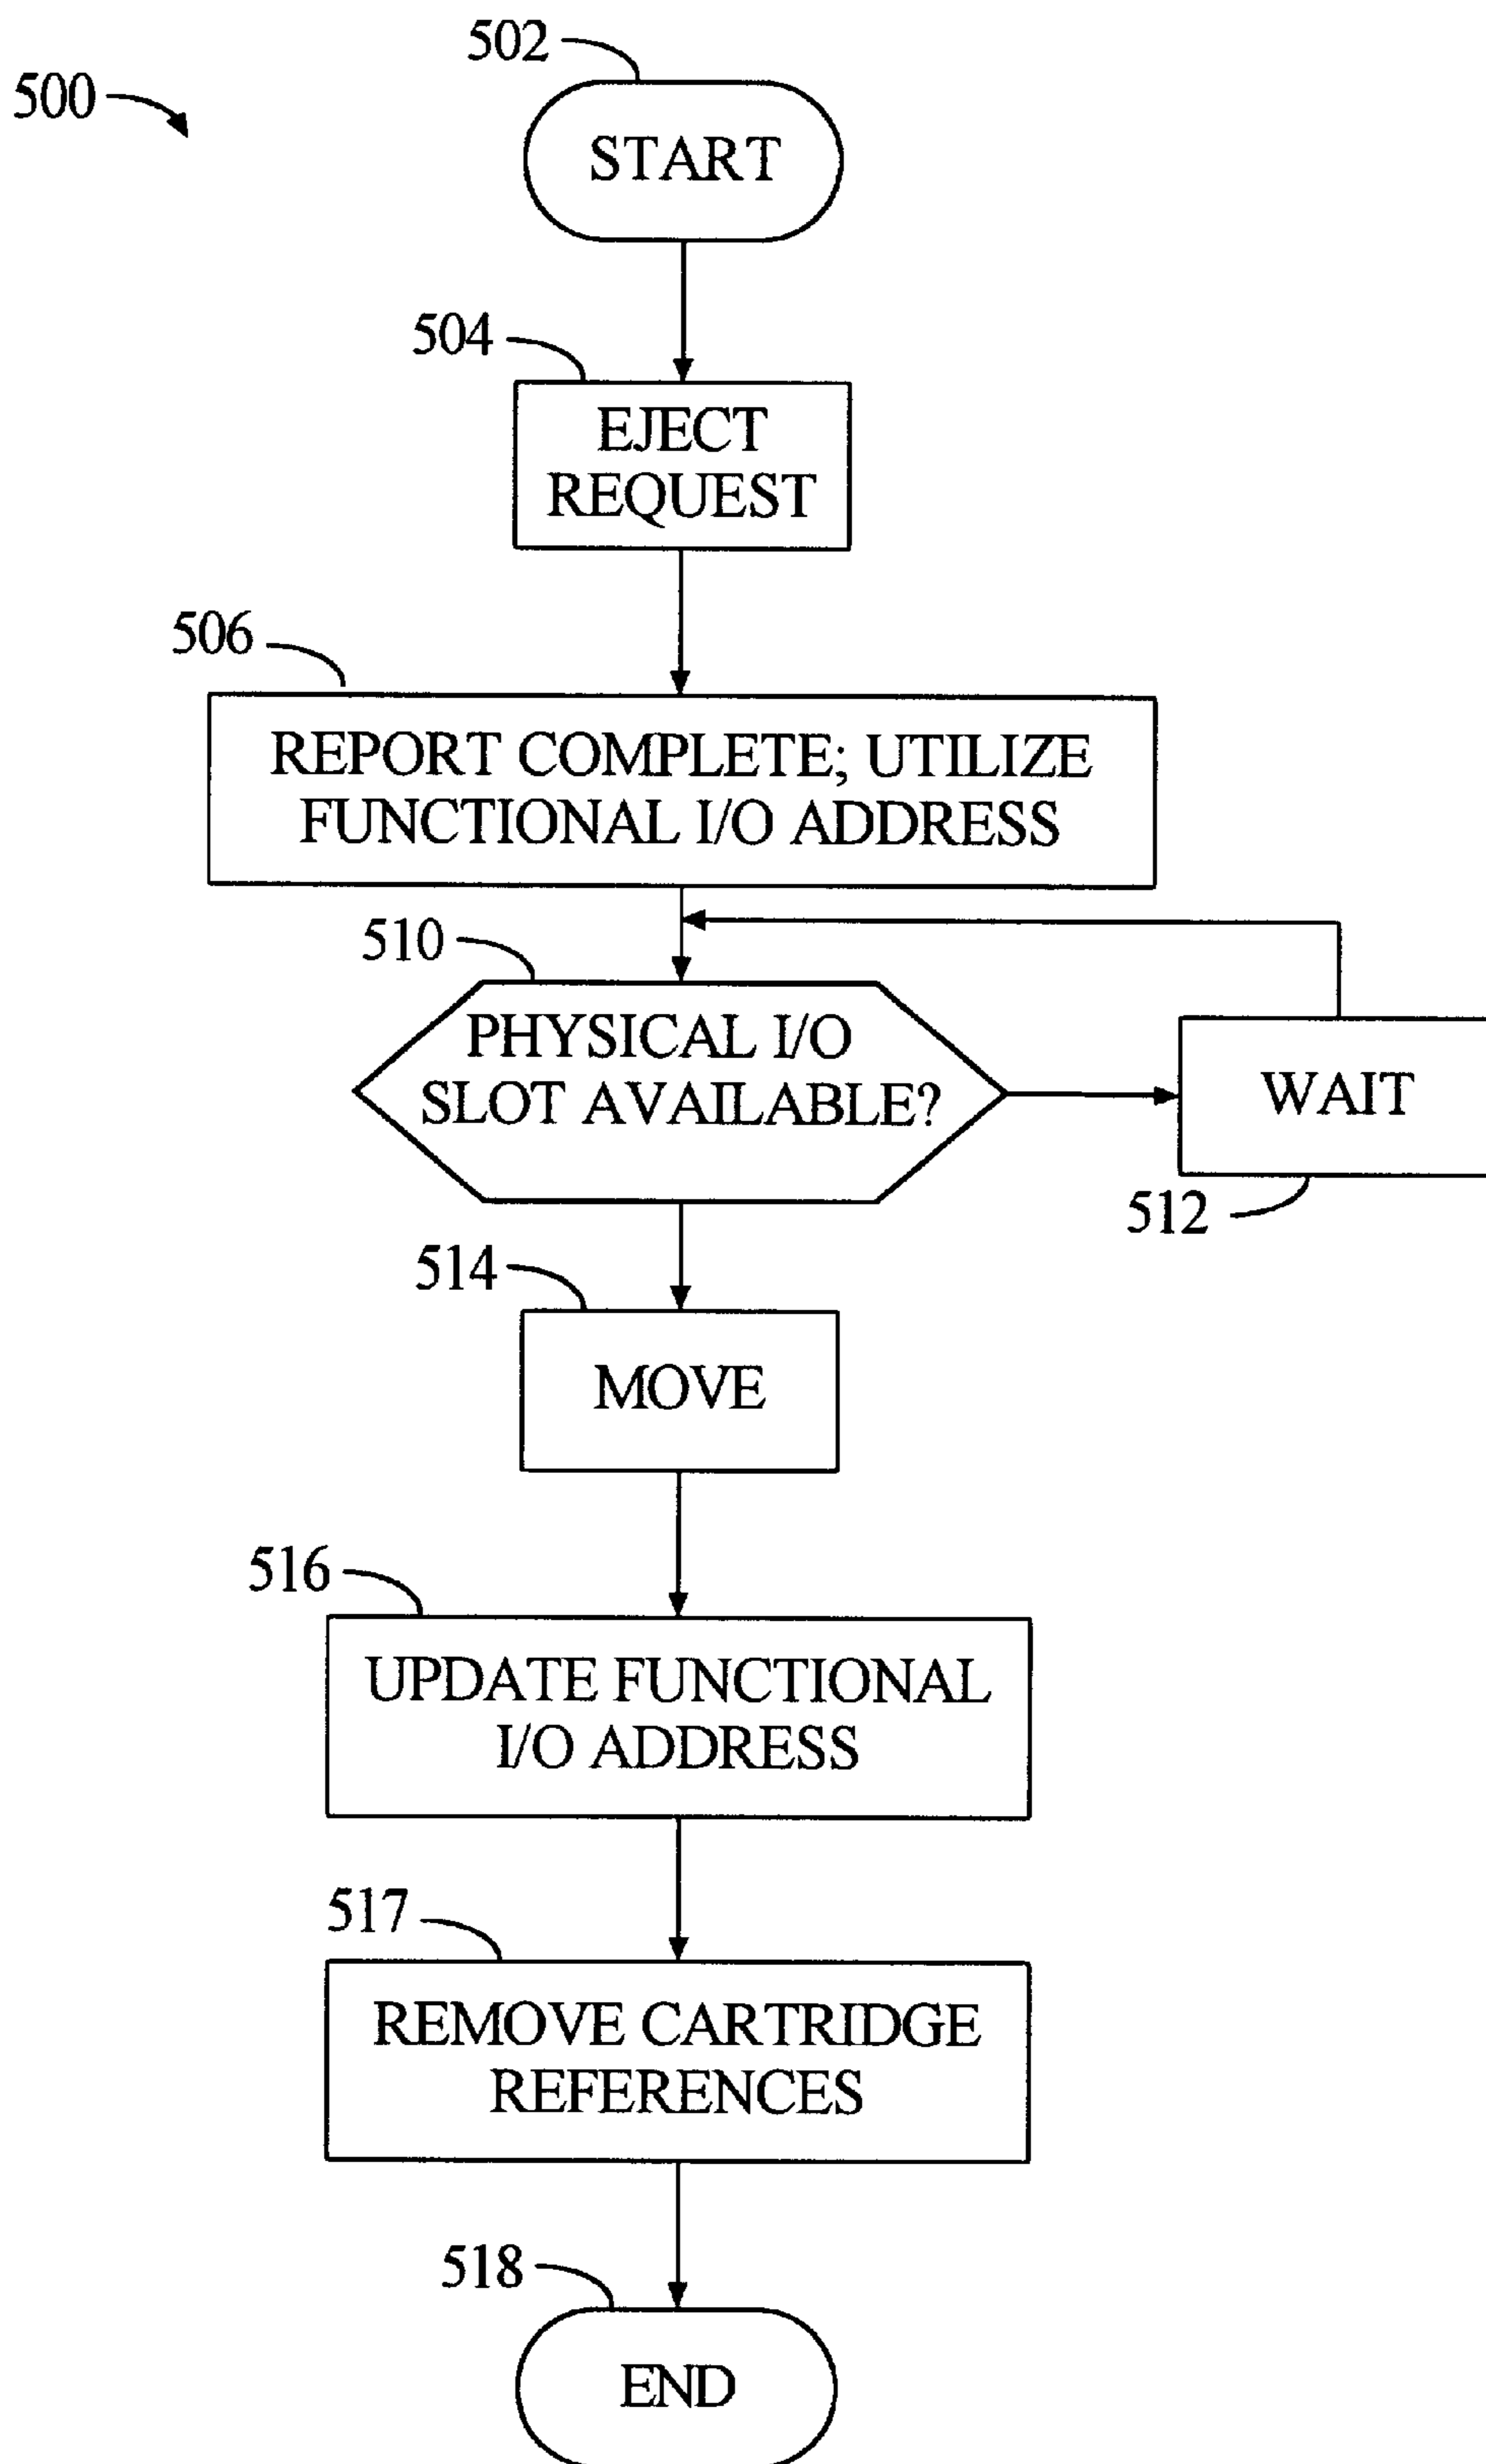 502
500
START
504
EJECT
REQUEST
506
REPORT COMPLETE; UTILIZE
FUNCTIONAL I/O ADDRESS
510
PHYSICAL I/O
SLOT AVAILABLE?
WAIT
512
514
MOVE
516
UPDATE FUNCTIONAL
I/O ADDRESS
517
REMOVE CARTRIDGE
REFERENCES
518
END